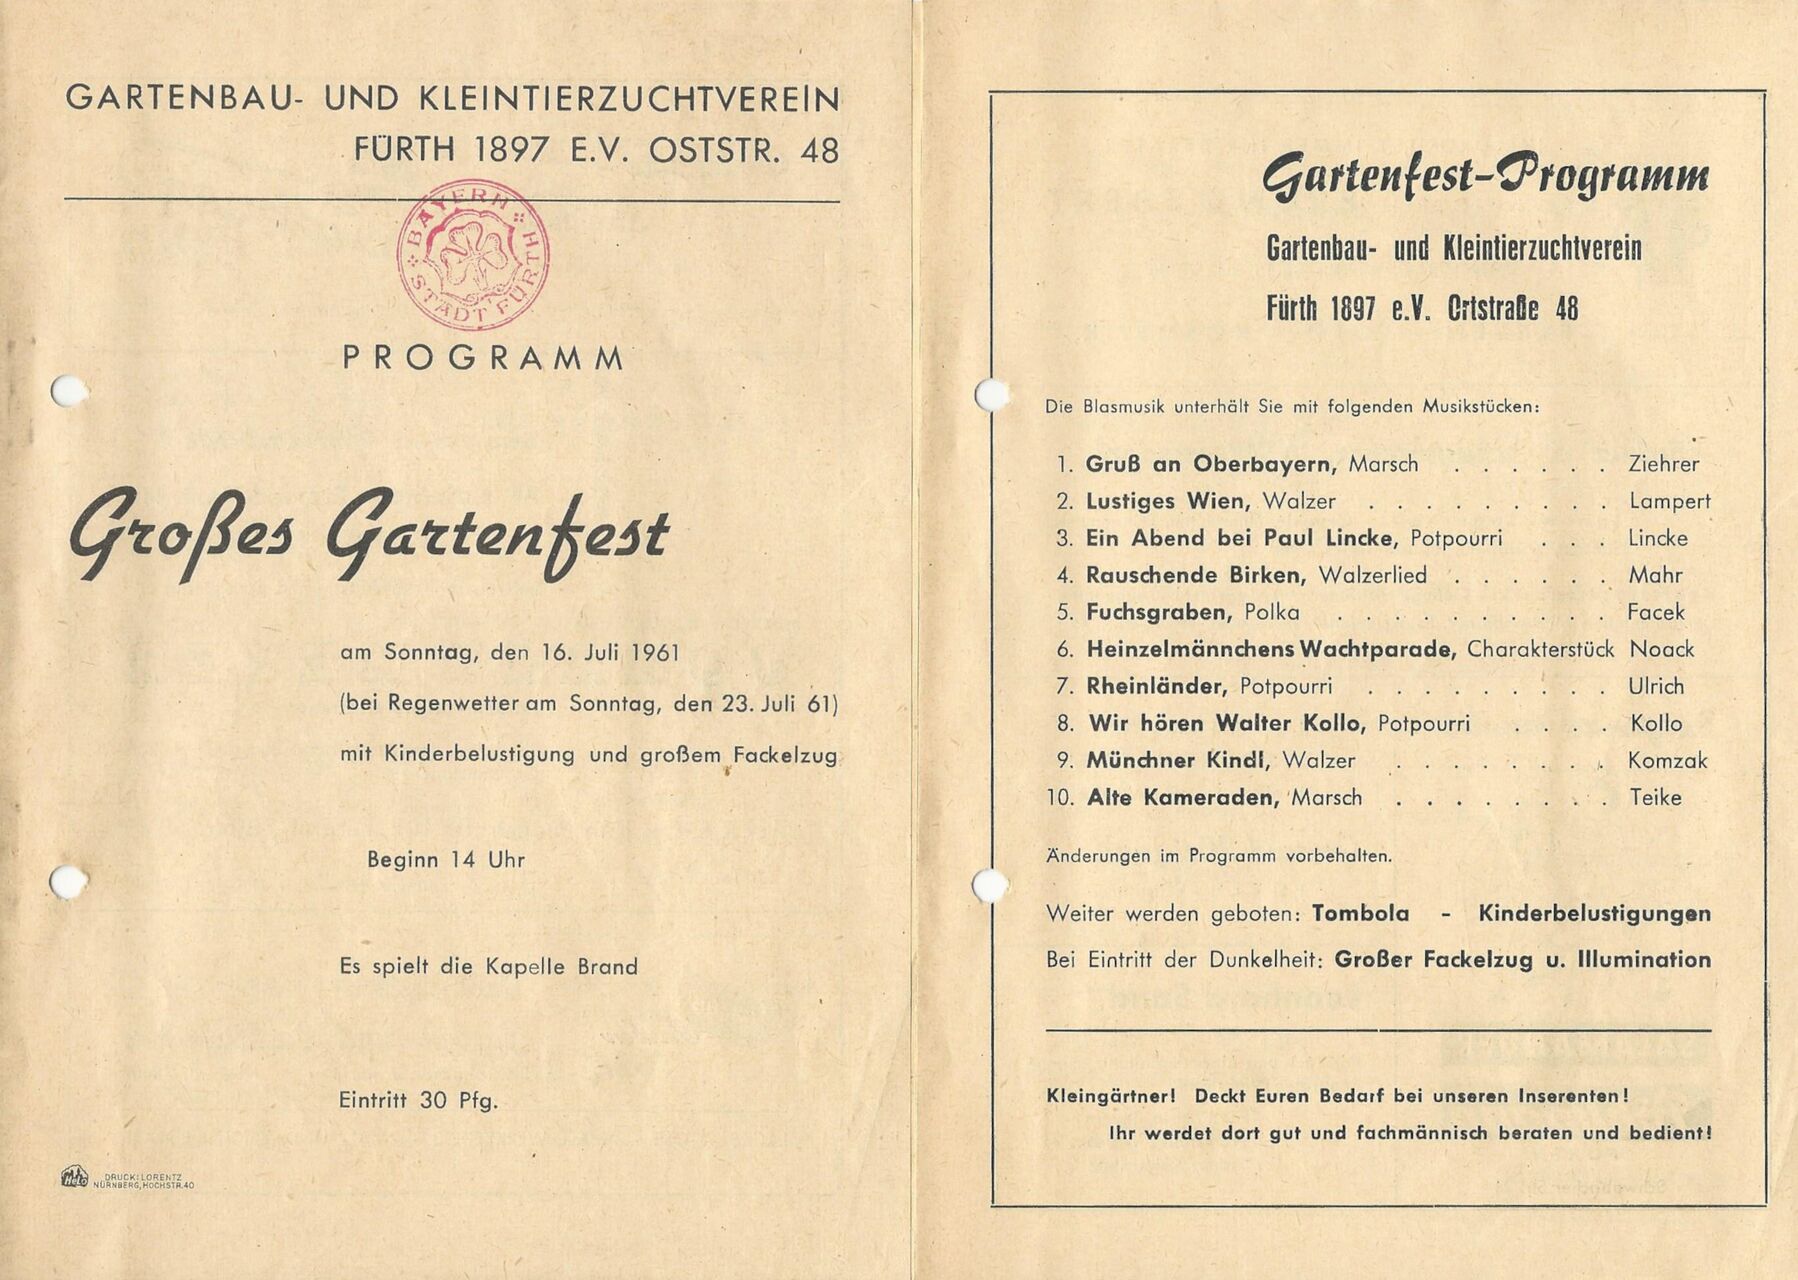 GARTENBAU- UND KLEINTIERZUCHTVEREIN
FÜRTH 1897 E.V. OSTSTR. 48
BAYERN
STADT FÜRTH
PROGRAMM
Großes Gartenfest
am Sonntag, den 16. Juli 1961
(bei Regenwetter am Sonntag, den 23. Juli 61)
mit Kinderbelustigung und großem Fackelzug
Beginn 14 Uhr
Es spielt die Kapelle Brand
Eintritt 30 Pfg.
HeLo
DRUCK: LORENTZ
NÜRNBERG, HOCHSTR. 40
Gartenfest-Programm
Gartenbau- und Kleintierzuchtverein
Fürth 1897 e.V. Ortstraße 48
Die Blasmusik unterhält Sie mit folgenden Musikstücken:
1. Gruß an Oberbayern, Marsch . . . . . . Ziehrer
2. Lustiges Wien, Walzer . . . . . . . . . Lampert
3. Ein Abend bei Paul Lincke, Potpourri . . . Lincke
4. Rauschende Birken, Walzerlied . . . . . . Mahr
5. Fuchsgraben, Polka . . . . . . . . . . Facek
6. Heinzelmännchens Wachtparade, Charakterstück Noack
7. Rheinländer, Potpourri . . . . . . . . . Ulrich
8. Wir hören Walter Kollo, Potpourri . . . . Kollo
9. Münchner Kindl, Walzer . . . . . . . . Komzak
10. Alte Kameraden, Marsch . . . . . . . . Teike
Änderungen im Programm vorbehalten.
Weiter werden geboten: Tombola - Kinderbelustigungen
Bei Eintritt der Dunkelheit: Großer Fackelzug u. Illumination
Kleingärtner! Deckt Euren Bedarf bei unseren Inserenten!
Ihr werdet dort gut und fachmännisch beraten und bedient!